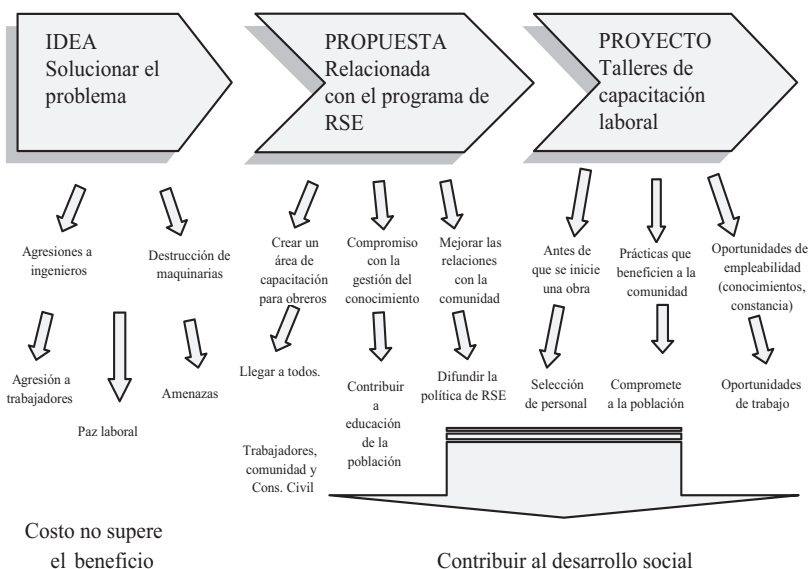 IDEA
Solucionar el
problema
PROPUESTA
Relacionada
con el programa de
RSE
PROYECTO
Talleres de
capacitación
laboral
Agresiones a
ingenieros
Destrucción de
maquinarias
Crear un
área de
capacitación
para obreros
Compromiso
con la
gestión del
conocimiento
Mejorar las
relaciones
con la
comunidad
Antes de
que se inicie
una obra
Prácticas que
beneficien a la
comunidad
Oportunidades de
empleabilidad
(conocimientos,
constancia)
Agresión a
trabajadores
Paz laboral
Amenazas
Llegar a todos.
Trabajadores,
comunidad y
Cons. Civil
Contribuir
a
educación
de la
población
Difundir la
política de RSE
Selección
de personal
Compromete
a la población
Oportunidades
de trabajo
Costo no supere
el beneficio
Contribuir al desarrollo social